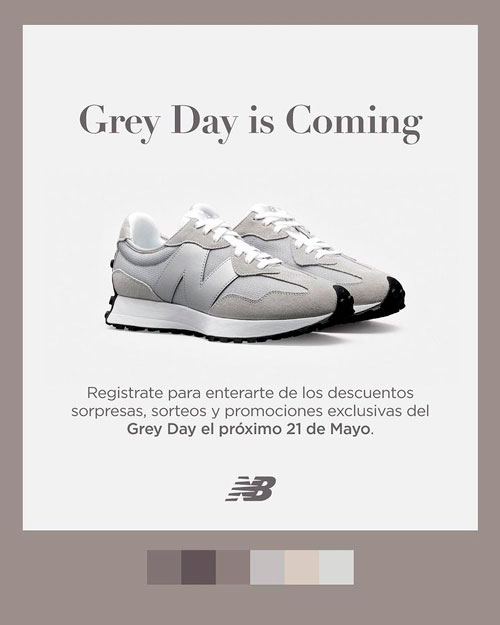 Grey Day is Coming
Registrate para enterarte de los descuentos
sorpresas, sorteos y promociones exclusivas del
Grey Day el próximo 21 de Mayo.
NB